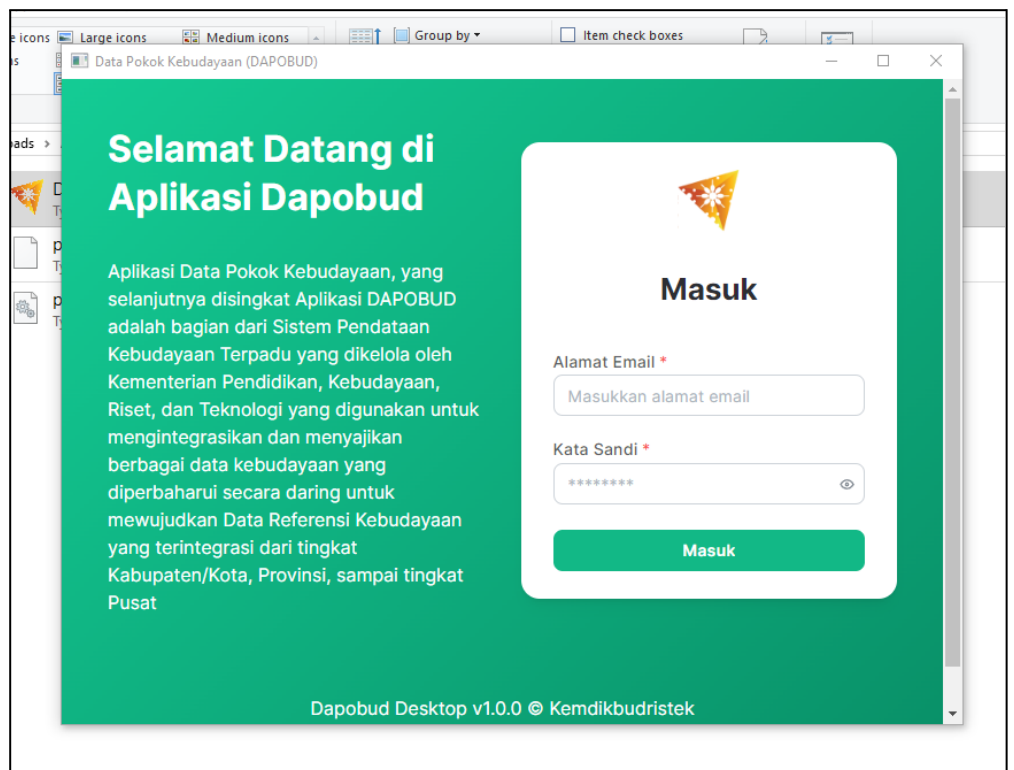 e icons
Large icons
Medium icons
Group by
Item check boxes
Data Pokok Kebudayaan (DAPOBUD)
Selamat Datang di
Aplikasi Dapobud
Aplikasi Data Pokok Kebudayaan, yang
selanjutnya disingkat Aplikasi DAPOBUD
adalah bagian dari Sistem Pendataan
Kebudayaan Terpadu yang dikelola oleh
Kementerian Pendidikan, Kebudayaan,
Riset, dan Teknologi yang digunakan untuk
mengintegrasikan dan menyajikan
berbagai data kebudayaan yang
diperbaharui secara daring untuk
mewujudkan Data Referensi Kebudayaan
yang terintegrasi dari tingkat
Kabupaten/Kota, Provinsi, sampai tingkat
Pusat
Masuk
Alamat Email *
Masukkan alamat email
Kata Sandi *
********
Masuk
Dapobud Desktop v1.0.0 © Kemdikbudristek